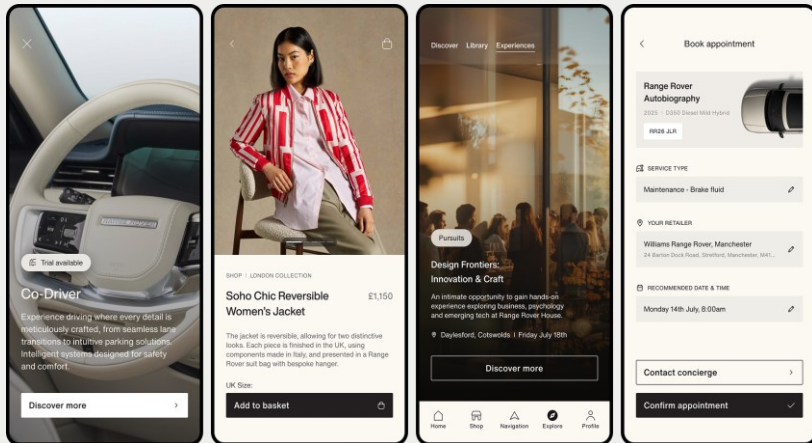 Trial available
Co-Driver
Experience driving where every detail is
meticulously crafted, from seamless lane
transitions to intuitive parking solutions.
Intelligent systems designed for safety
and comfort.
Discover more
SHOP | LONDON COLLECTION
Soho Chic Reversible
Women's Jacket
£1,150
The jacket is reversible, allowing for two distinctive
looks. Each piece is finished in the UK, using
components made in Italy, and presented in a Range
Rover suit bag with bespoke hanger.
UK Size:
Add to basket
Discover Library Experiences
Pursuits
Design Frontiers:
Innovation & Craft
An intimate opportunity to gain hands-on
experience exploring business, psychology
and emerging tech at Range Rover House.
Daylesford, Cotswolds | Friday July 18th
Discover more
Home Shop Navigation Explore Profile
Book appointment
Range Rover
Autobiography
2025 • D350 Diesel Mild Hybrid
RR26 JLR
SERVICE TYPE
Maintenance - Brake fluid
YOUR RETAILER
Williams Range Rover, Manchester
24 Barton Dock Road, Stretford, Manchester, M41...
RECOMMENDED DATE & TIME
Monday 14th July, 8:00am
Contact concierge
Confirm appointment